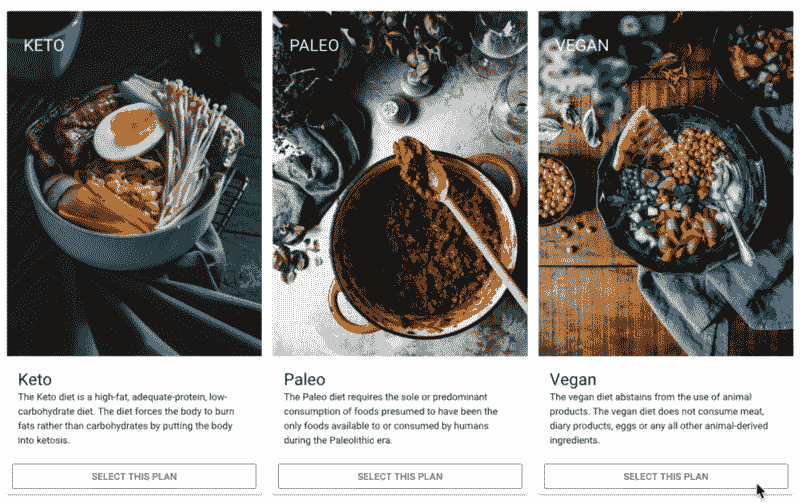 KETO
PALEO
VEGAN
Keto
The Keto diet is a high-fat, adequate-protein, low-
carbohydrate diet. The diet forces the body to burn
fats rather than carbohydrates by putting the body
into ketosis.
SELECT THIS PLAN
Paleo
The Paleo diet requires the sole or predominant
consumption of foods presumed to have been the
only foods available to or consumed by humans
during the Paleolithic era.
SELECT THIS PLAN
Vegan
The vegan diet abstains from the use of animal
products. The vegan diet does not consume meat,
diary products, eggs or any all other animal-derived
ingredients.
SELECT THIS PLAN